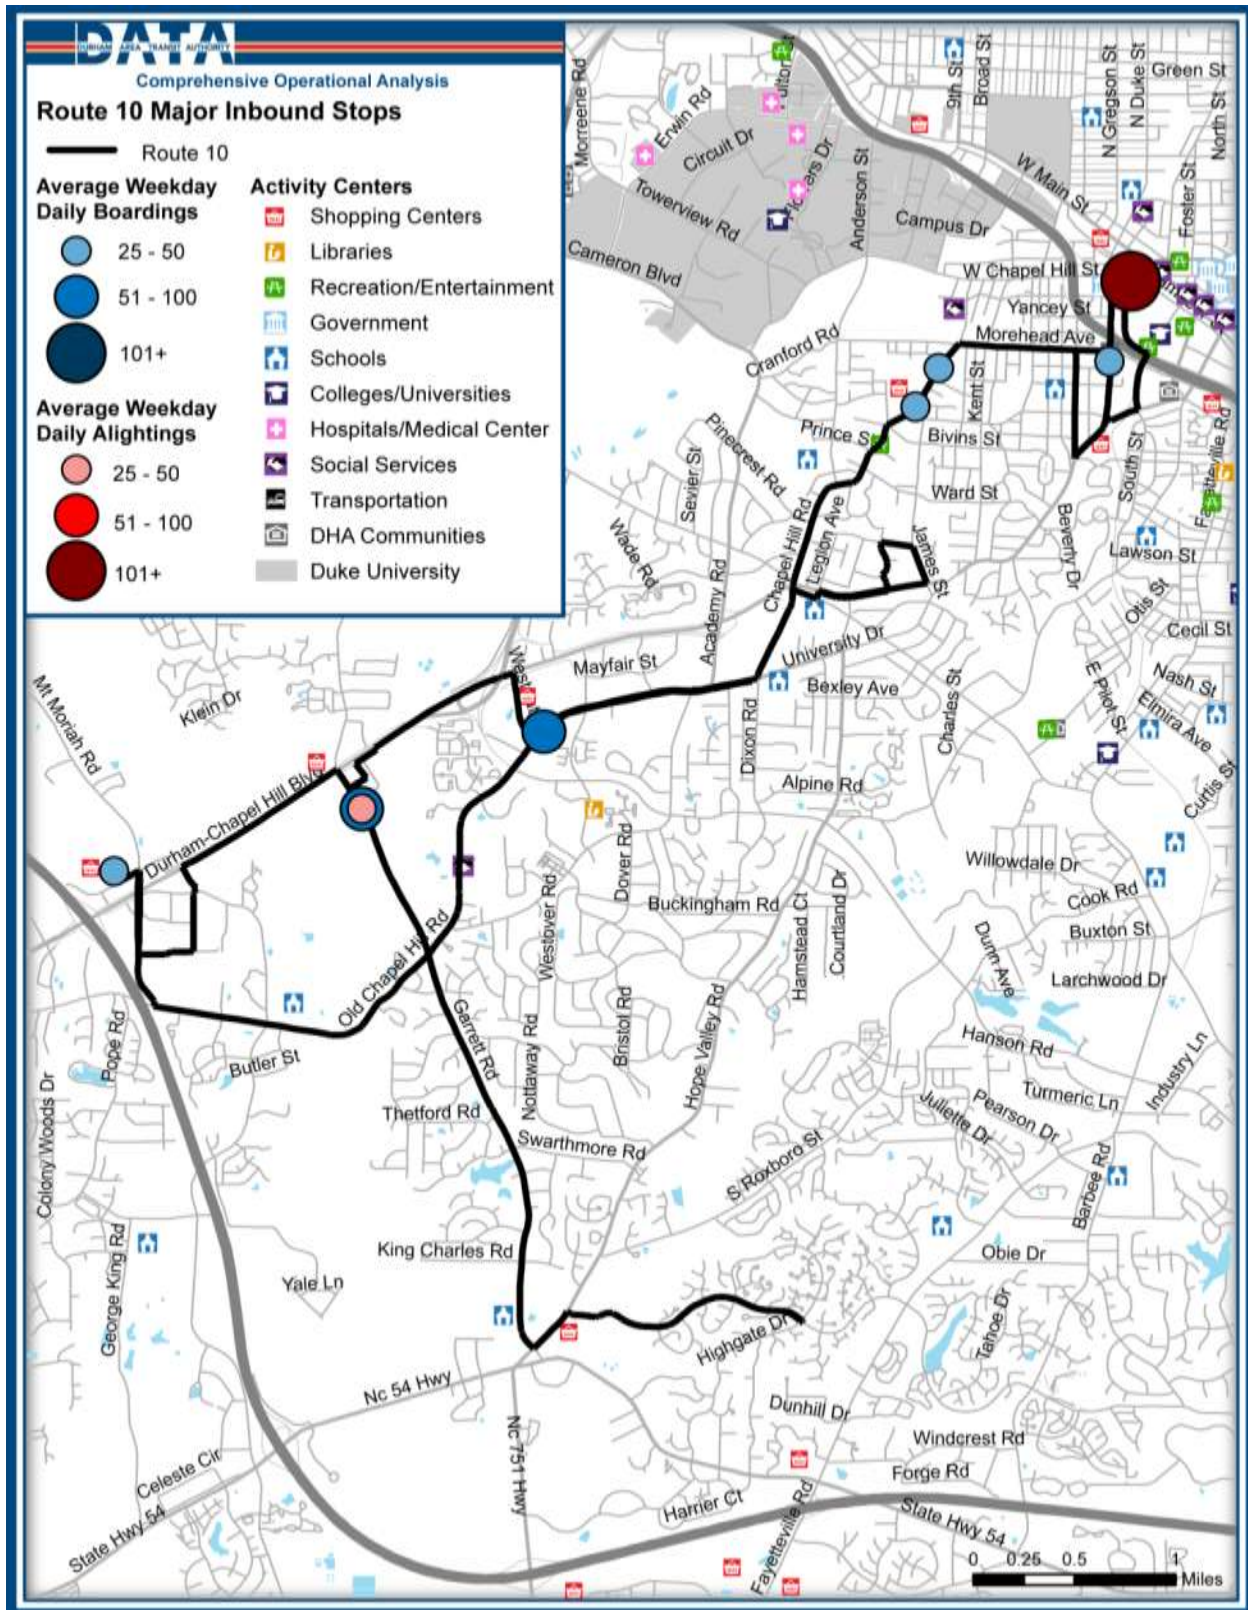 DATA
DURHAM AREA TRANSIT AUTHORITY
Comprehensive Operational Analysis
Route 10 Major Inbound Stops
Route 10
Average Weekday
Daily Boardings
25 - 50
51 - 100
101+
Average Weekday
Daily Alightings
25 - 50
51 - 100
101+
Activity Centers
Shopping Centers
Libraries
Recreation/Entertainment
Government
Schools
Colleges/Universities
Hospitals/Medical Center
Social Services
Transportation
DHA Communities
Duke University
Morreene Rd
Erwin Rd
Circuit Dr
Towerview Rd
Cameron Blvd
Anderson St
Campus Dr
9th St
Broad St
W Main St
N Gregson St
N Duke St
Green St
North St
Foster St
W Chapel Hill St
Yancey St
Morehead Ave
Cranford Rd
Kent St
Prince S
Bivins St
Pinecrest Rd
Sevier St
Ward St
South St
Wade Rd
Chapel Hill Rd
Legion Ave
James St
Beverly Dr
Lawson St
Otis St
Cecil St
Academy Rd
University Dr
Mayfair St
Bexley Ave
Charles St
E Pilot St
Nash St
Elmira Ave
Mt Moriah Rd
Klein Dr
Dixon Rd
Alpine Rd
Curtis St
Durham-Chapel Hill Blvd
Dover Rd
Willowdale Dr
Cook Rd
Buckingham Rd
Westover Rd
Hamstead Ct
Courtland Dr
Buxton St
Dunn Ave
Larchwood Dr
Old Chapel Hill Rd
Garrett Rd
Nottaway Rd
Bristol Rd
Hope Valley Rd
Hanson Rd
Industry Ln
Pope Rd
Butler St
Turmeric Ln
Pearson Dr
Juliette Dr
Colony Woods Dr
Thetford Rd
Swarthmore Rd
S Roxboro St
Barbee Rd
George King Rd
King Charles Rd
Obie Dr
Yale Ln
Highgate Dr
Tahoe Dr
Nc 54 Hwy
Nc 751 Hwy
Dunhill Dr
Windcrest Rd
Forge Rd
Celeste Cir
State Hwy 54
Harrier Ct
Fayetteville Rd
State Hwy 54
0 0.25 0.5 1
Miles